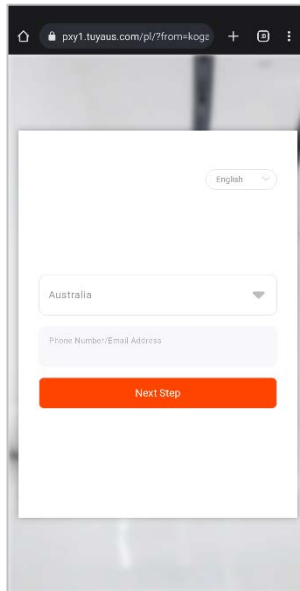 pxy1.tuyaus.com/pl/?from=koga
English
Australia
Phone Number/Email Address
Next Step